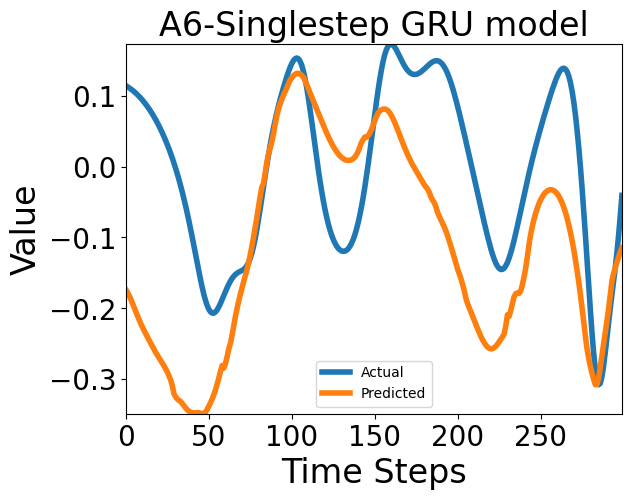 A6-Singlestep GRU model
Value
0.1
0.0
−0.1
−0.2
−0.3
Actual
Predicted
0 50 100 150 200 250
Time Steps